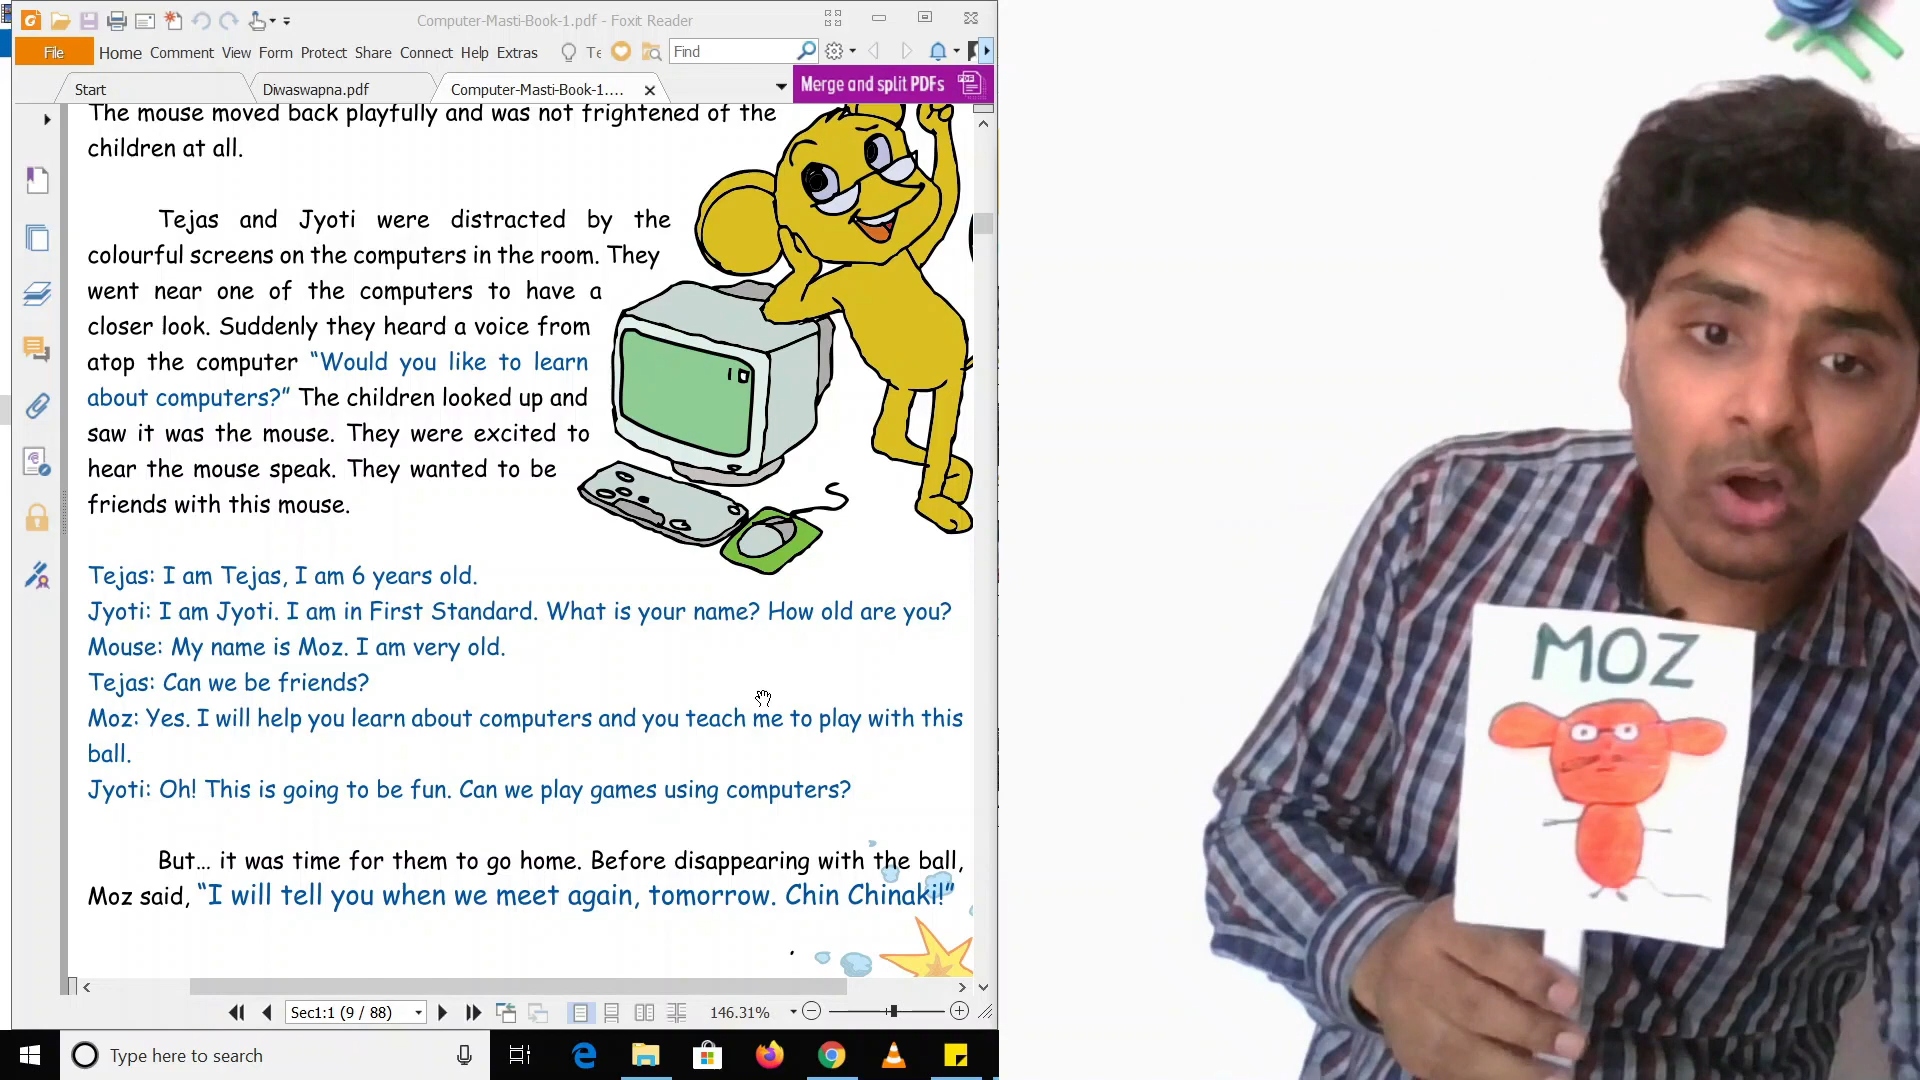 Computer-Masti-Book-1.pdf - Foxit Reader
File Home Comment View Form Protect Share Connect Help Extras Te Find
Start Diwaswapna.pdf Computer-Masti-Book-1.... Merge and split PDFs
The mouse moved back playfully and was not frightened of the
children at all.
Tejas and Jyoti were distracted by the
colourful screens on the computers in the room. They
went near one of the computers to have a
closer look. Suddenly they heard a voice from
atop the computer “Would you like to learn
about computers?” The children looked up and
saw it was the mouse. They were excited to
hear the mouse speak. They wanted to be
friends with this mouse.
Tejas: I am Tejas, I am 6 years old.
Jyoti: I am Jyoti. I am in First Standard. What is your name? How old are you?
Mouse: My name is Moz. I am very old.
Tejas: Can we be friends?
Moz: Yes. I will help you learn about computers and you teach me to play with this
ball.
Jyoti: Oh! This is going to be fun. Can we play games using computers?
But... it was time for them to go home. Before disappearing with the ball,
Moz said, “I will tell you when we meet again, tomorrow. Chin Chinaki!”
Sec1:1 (9 / 88) 146.31%
Type here to search
MOZ